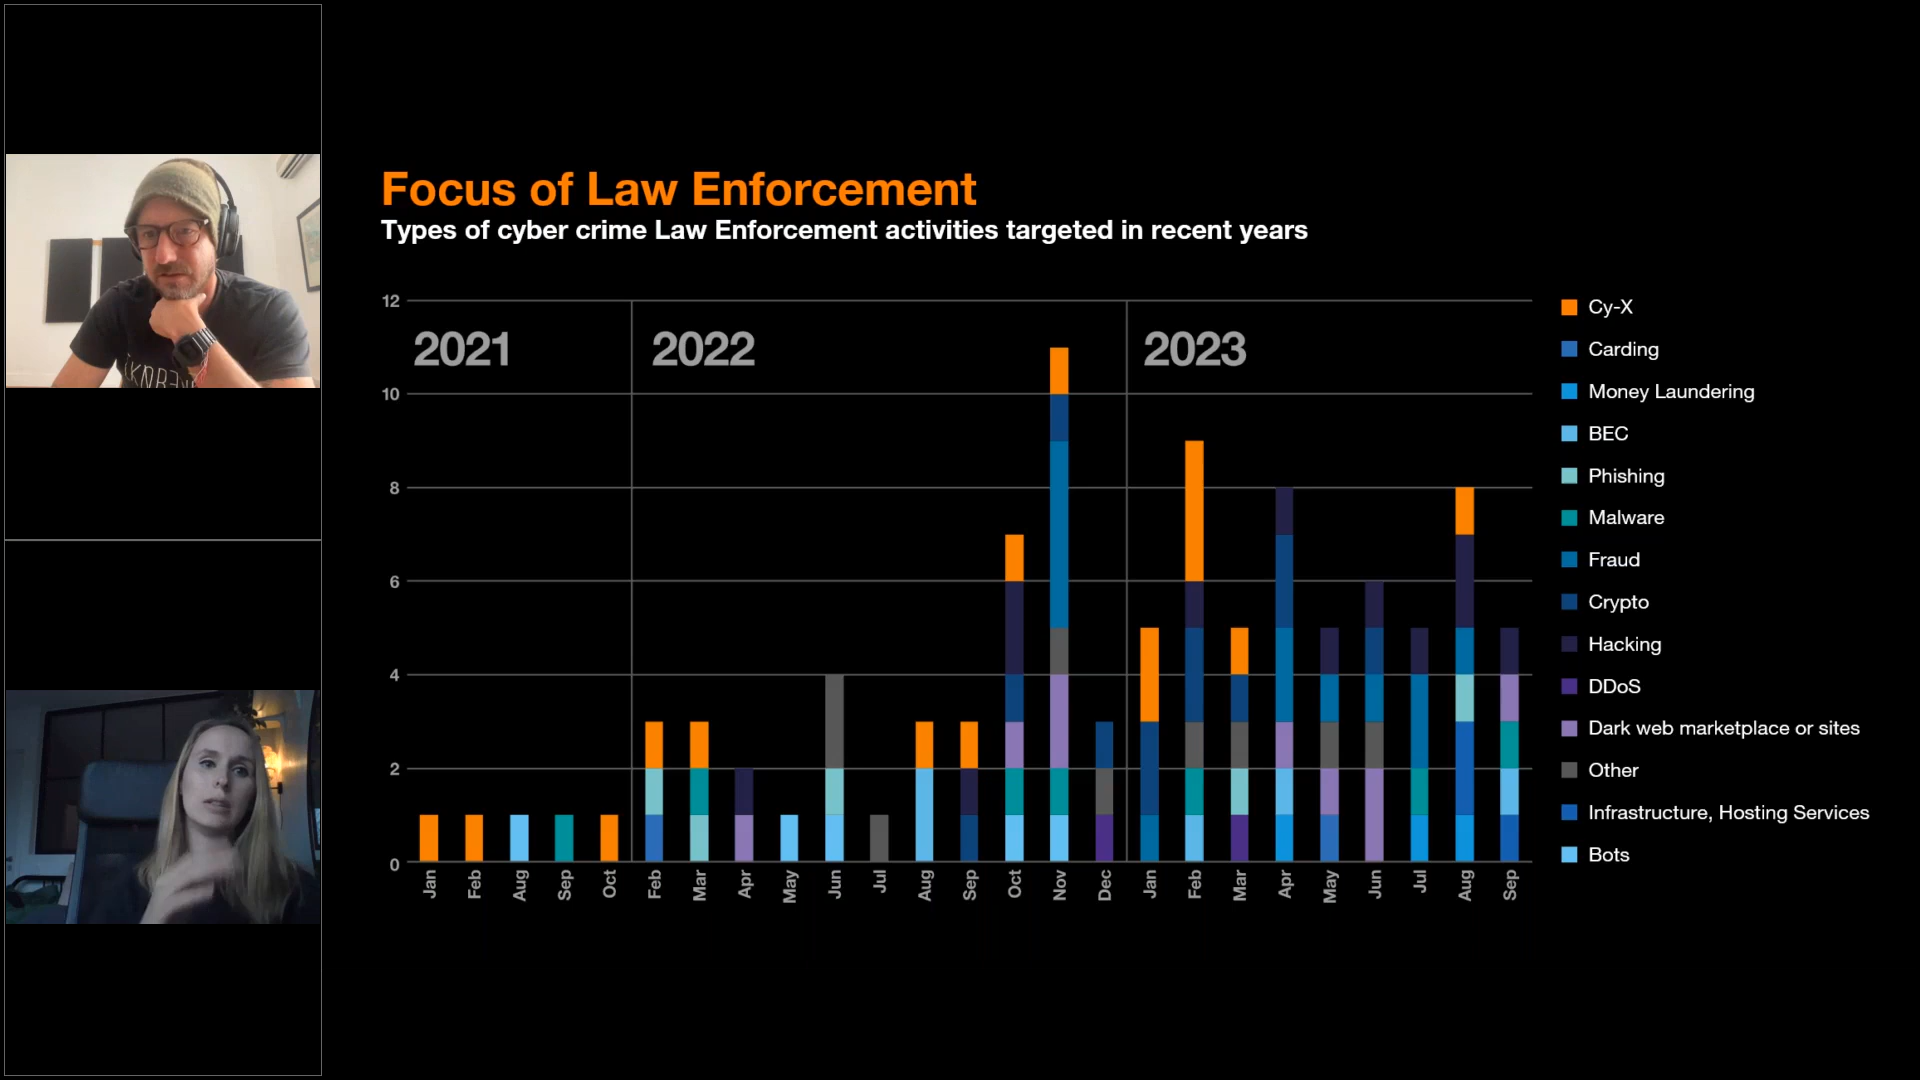 Focus of Law Enforcement
Types of cyber crime Law Enforcement activities targeted in recent years
12
10
8
6
4
2
0
2021
2022
2023
Jan
Feb
Aug
Sep
Oct
Feb
Mar
Apr
May
Jun
Jul
Aug
Sep
Oct
Nov
Dec
Jan
Feb
Mar
Apr
May
Jun
Jul
Aug
Sep
Cy-X
Carding
Money Laundering
BEC
Phishing
Malware
Fraud
Crypto
Hacking
DDoS
Dark web marketplace or sites
Other
Infrastructure, Hosting Services
Bots